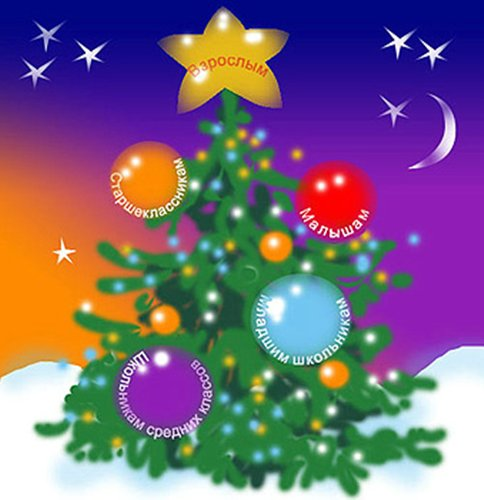 Взрослым
Старшеклассникам
Малышам
Младшим школьникам
Школьникам средних классов